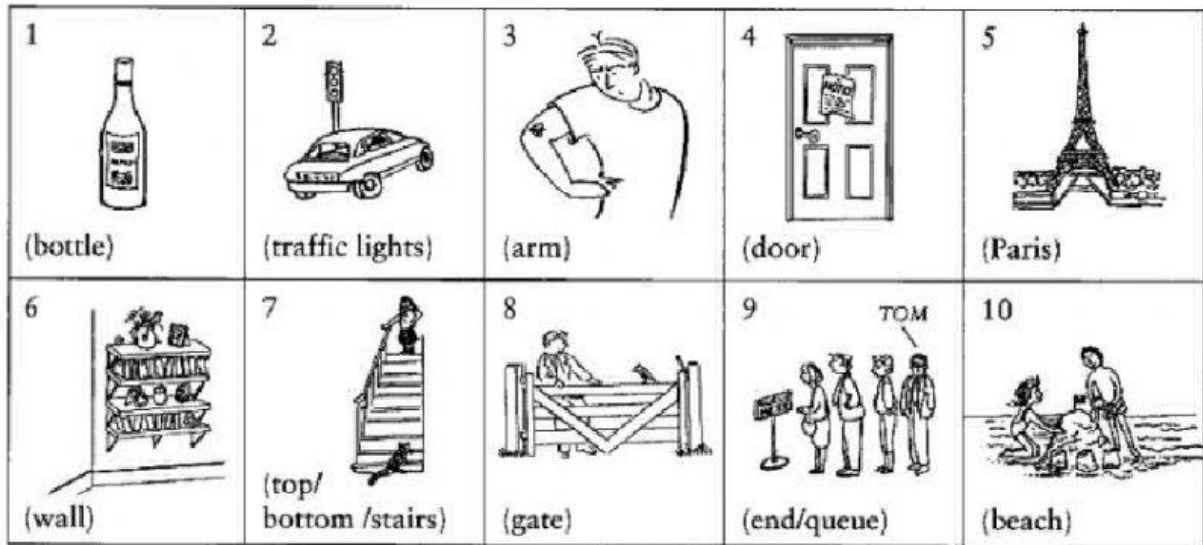 1
(bottle)
2
(traffic lights)
3
(arm)
4
(door)
5
(Paris)
6
(wall)
7
(top/
bottom /stairs)
8
(gate)
9
TOM
(end/queue)
10
(beach)